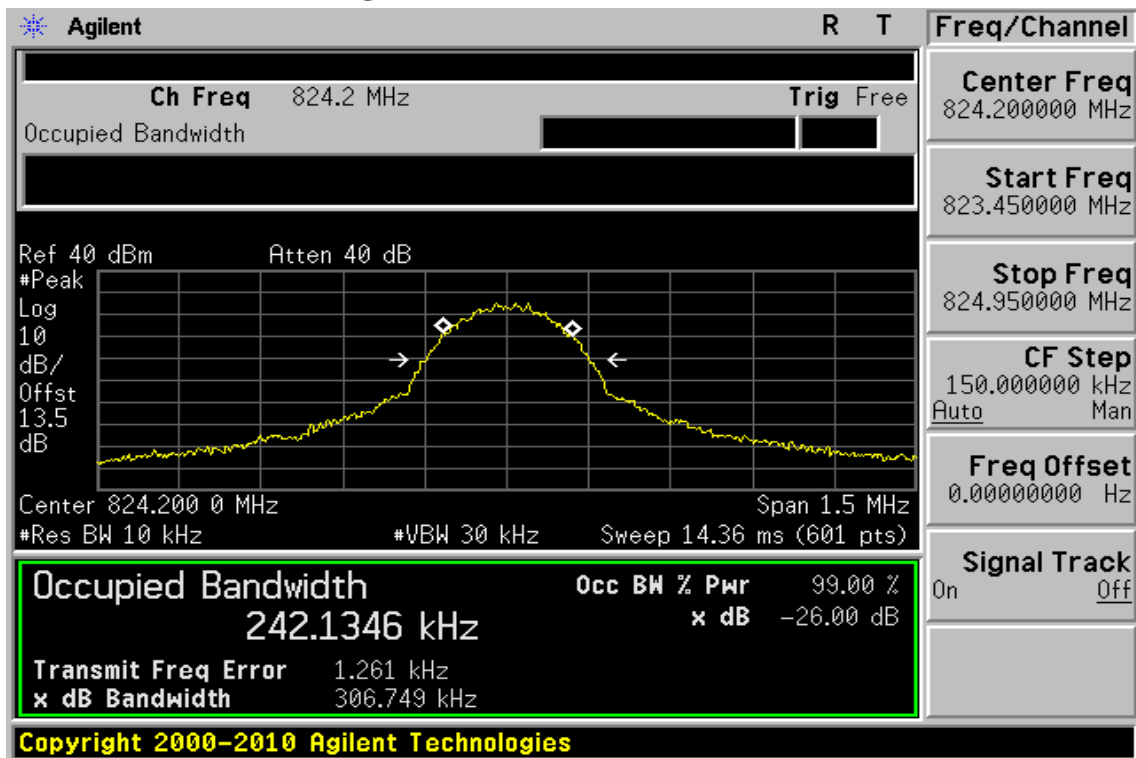 Agilent R T Freq/Channel
Ch Freq 824.2 MHz Trig Free
Occupied Bandwidth
Center Freq
824.200000 MHz
Start Freq
823.450000 MHz
Ref 40 dBm Atten 40 dB
#Peak
Log
10
dB/
Offst
13.5
dB
Stop Freq
824.950000 MHz
CF Step
150.000000 kHz
Auto Man
Freq Offset
0.00000000 Hz
Center 824.200 0 MHz Span 1.5 MHz
#Res BW 10 kHz #VBW 30 kHz Sweep 14.36 ms (601 pts)
Signal Track
On Off
Occupied Bandwidth Occ BW % Pwr 99.00 %
242.1346 kHz x dB -26.00 dB
Transmit Freq Error 1.261 kHz
x dB Bandwidth 306.749 kHz
Copyright 2000-2010 Agilent Technologies